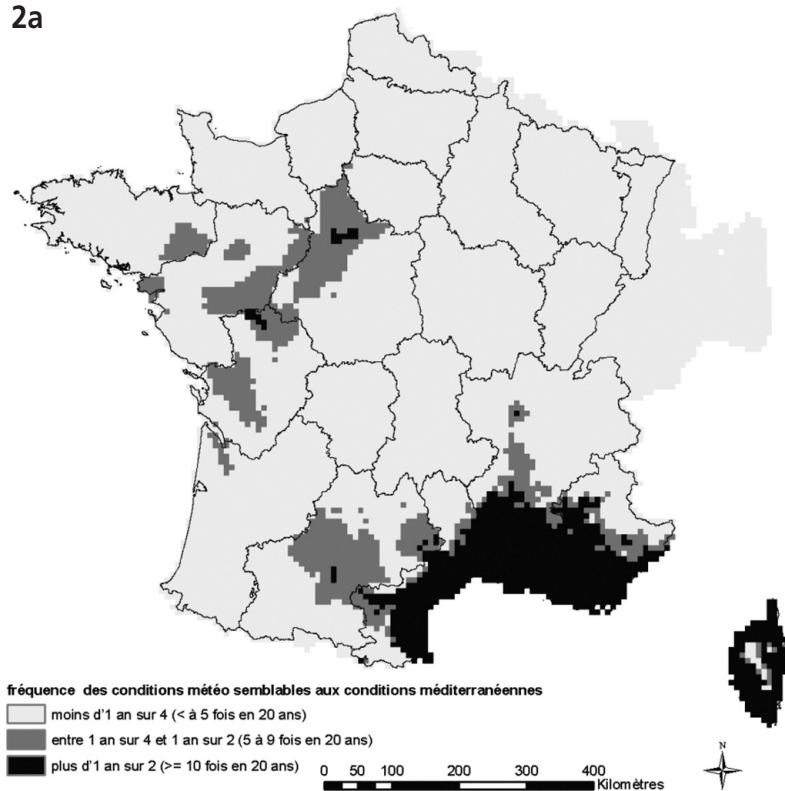 2a
fréquence des conditions météo semblables aux conditions méditerranéennes
moins d'1 an sur 4 (< à 5 fois en 20 ans)
entre 1 an sur 4 et 1 an sur 2 (5 à 9 fois en 20 ans)
plus d'1 an sur 2 (>= 10 fois en 20 ans)
0 50 100 200 300 400
Kilomètres
N